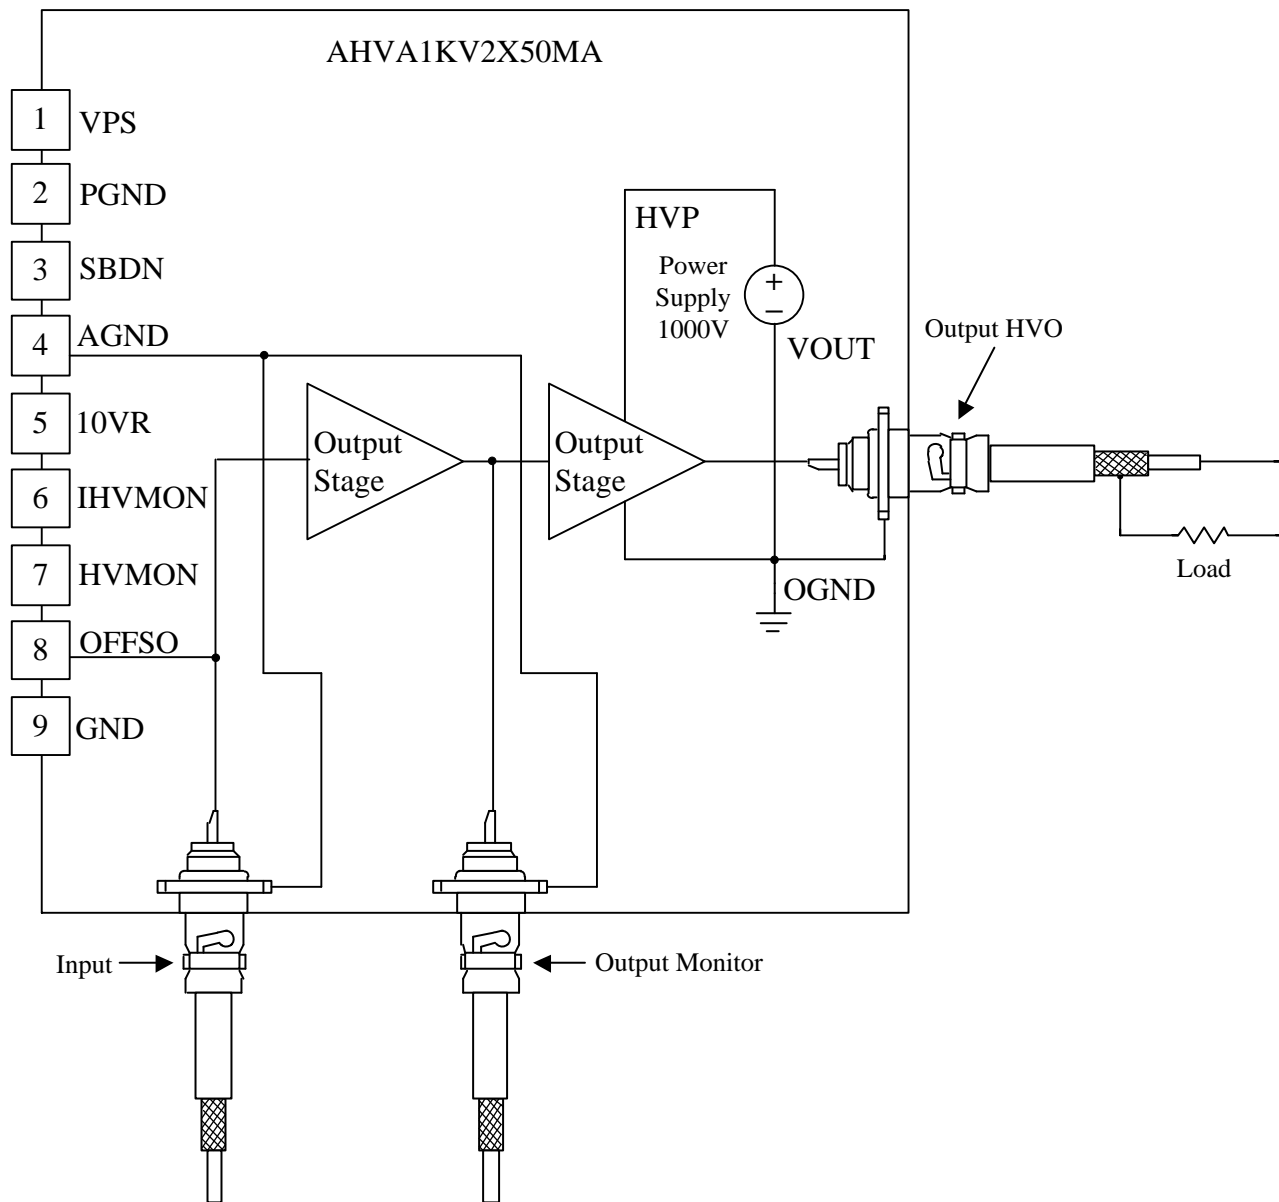 AHVA1KV2X50MA
1 VPS
2 PGND
3 SBDN
4 AGND
5 10VR
6 IHVMON
7 HVMON
8 OFFSO
9 GND
HVP
Power
Supply
1000V
+
−
VOUT
Output HVO
Output
Stage
Output
Stage
OGND
Load
Input
Output Monitor